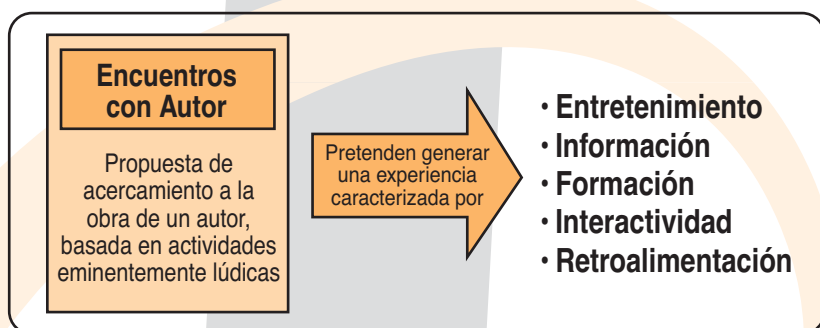 Encuentros
con Autor
Propuesta de
acercamiento a la
obra de un autor,
basada en actividades
eminentemente lúdicas
Pretenden generar
una experiencia
caracterizada por
• Entretenimiento
• Información
• Formación
• Interactividad
• Retroalimentación